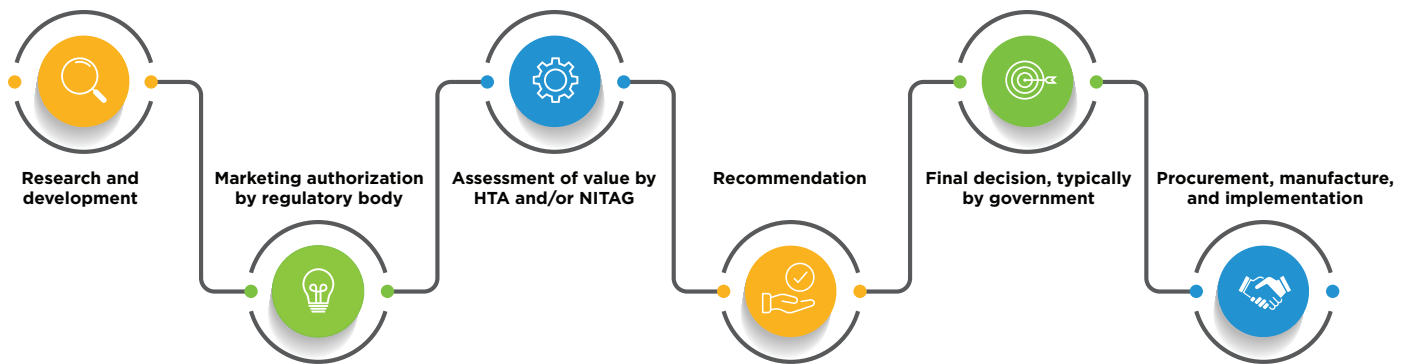 Research and
development
Marketing authorization
by regulatory body
Assessment of value by
HTA and/or NITAG
Recommendation
Final decision, typically
by government
Procurement, manufacture,
and implementation